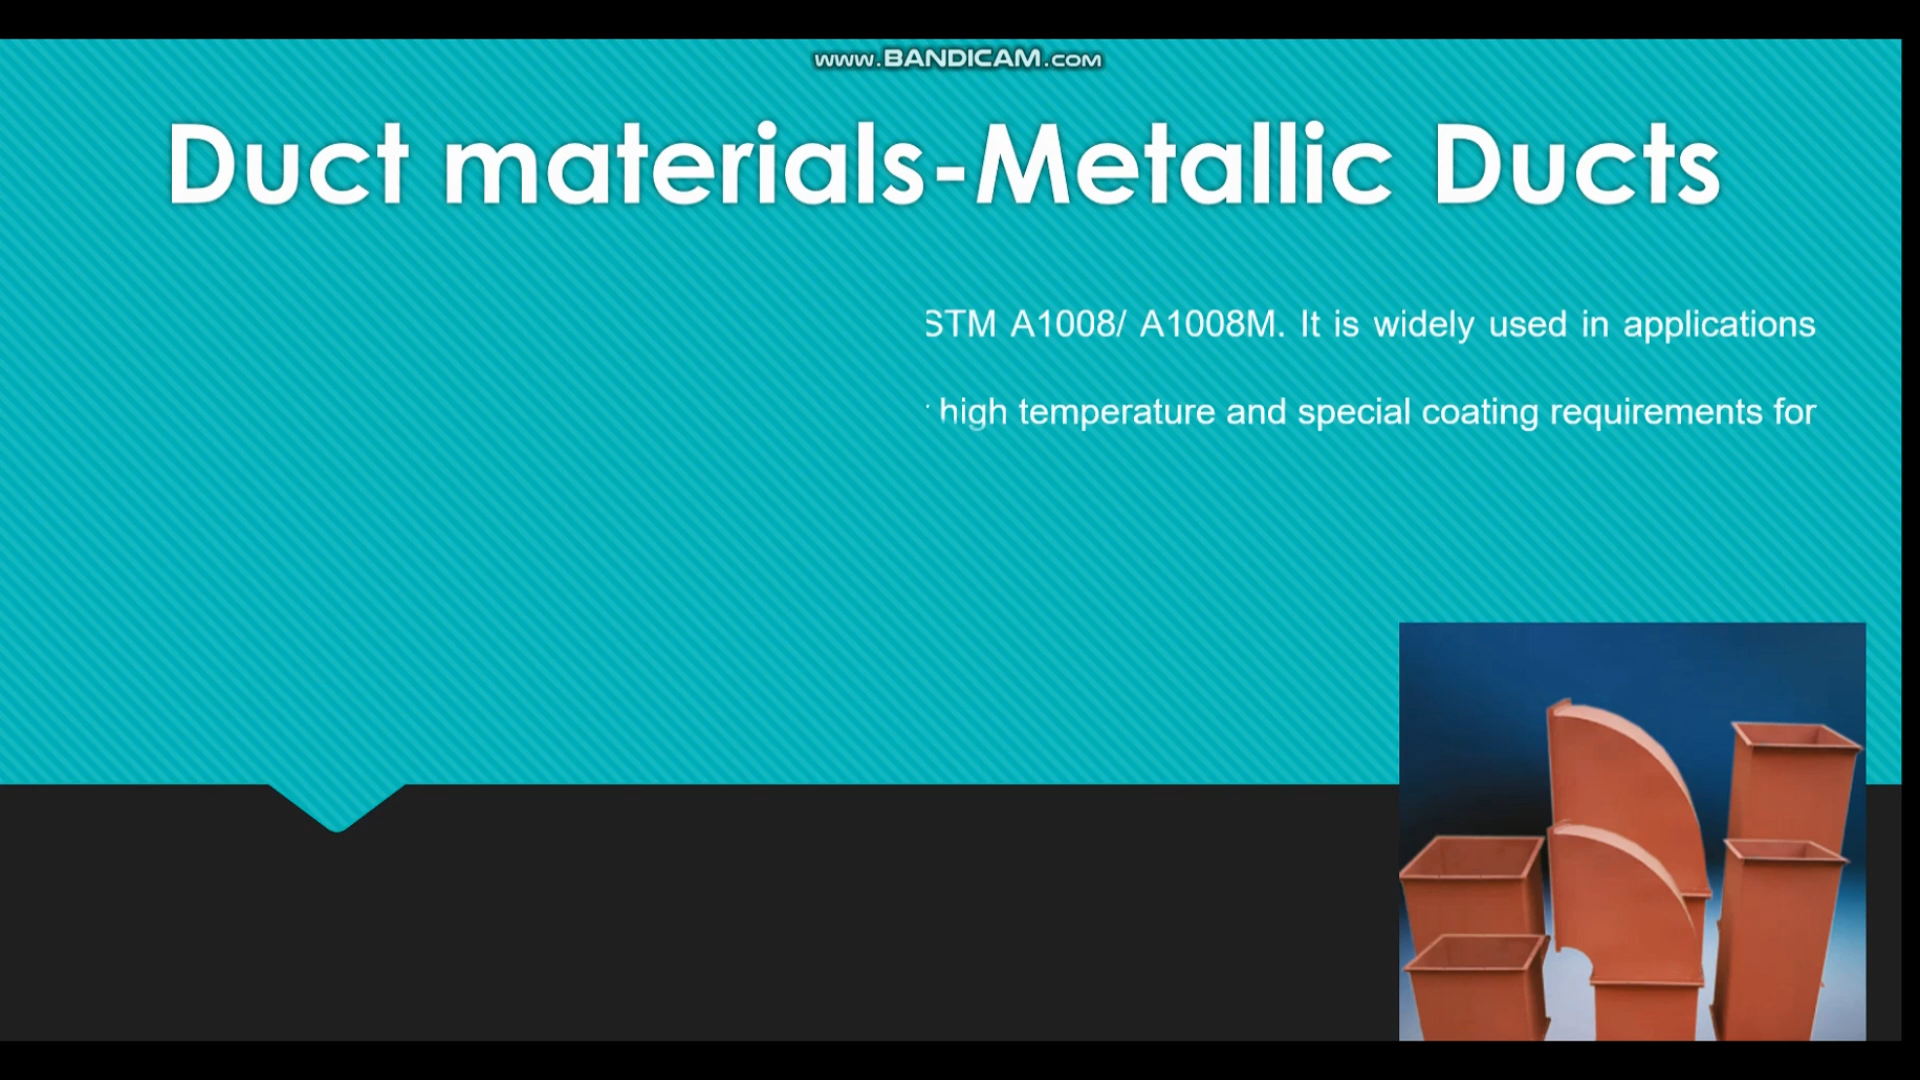 www.BANDICAM.com
Duct materials-Metallic Ducts
STM A1008/ A1008M. It is widely used in applications
high temperature and special coating requirements for